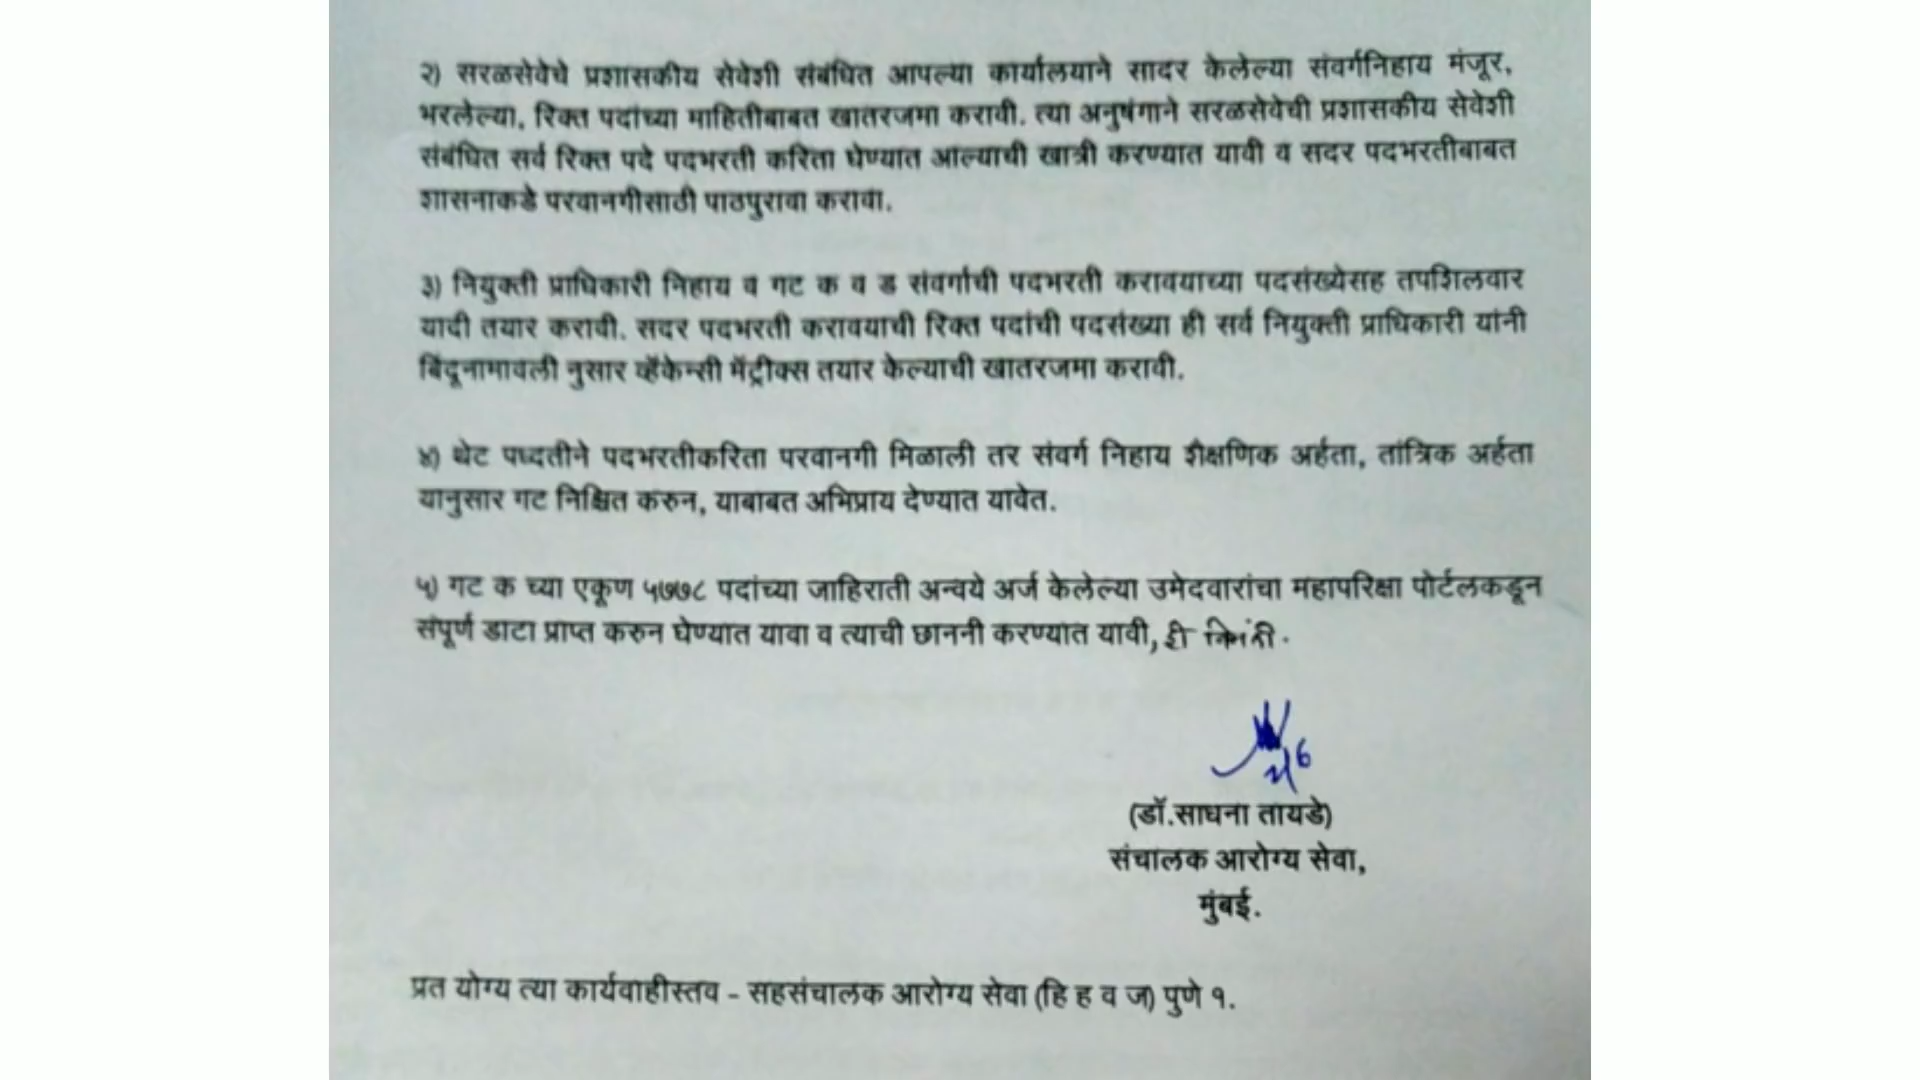 २) सरळसेवेचे प्रशासकीय सेवेशी संबंधित आपल्या कार्यालयाने सादर केलेल्या संवर्गनिहाय मंजूर,
भरलेल्या, रिक्त पदांच्या माहितीबाबत खातरजमा करावी. त्या अनुषंगाने सरळसेवेची प्रशासकीय सेवेशी
संबंधित सर्व रिक्त पदे पदभरती करिता घेण्यात आल्याची खात्री करण्यात यावी व सदर पदभरतीबाबत
शासनाकडे परवानगीसाठी पाठपुरावा करावा.
३) नियुक्ती प्राधिकारी निहाय व गट क व ड संवर्गाची पदभरती करावयाच्या पदसंख्येसह तपशिलवार
यादी तयार करावी. सदर पदभरती करावयाची रिक्त पदांची पदसंख्या ही सर्व नियुक्ती प्राधिकारी यांनी
बिंदूनामावली नुसार व्हॅकेन्सी मॅट्रीक्स तयार केल्याची खातरजमा करावी.
४) थेट पध्दतीने पदभरतीकरिता परवानगी मिळाली तर संवर्ग निहाय शैक्षणिक अर्हता, तांत्रिक अर्हता
यानुसार गट निश्चित करुन, याबाबत अभिप्राय देण्यात यावेत.
५) गट क च्या एकूण ५७७८ पदांच्या जाहिराती अन्वये अर्ज केलेल्या उमेदवारांचा महापरिक्षा पोर्टलकडून
संपूर्ण डाटा प्राप्त करुन घेण्यात यावा व त्याची छाननी करण्यात यावी, ही विनंती.
(डॉ.साधना तायडे)
संचालक आरोग्य सेवा,
मुंबई.
प्रत योग्य त्या कार्यवाहीस्तव - सहसंचालक आरोग्य सेवा (हि ह व ज) पुणे १.